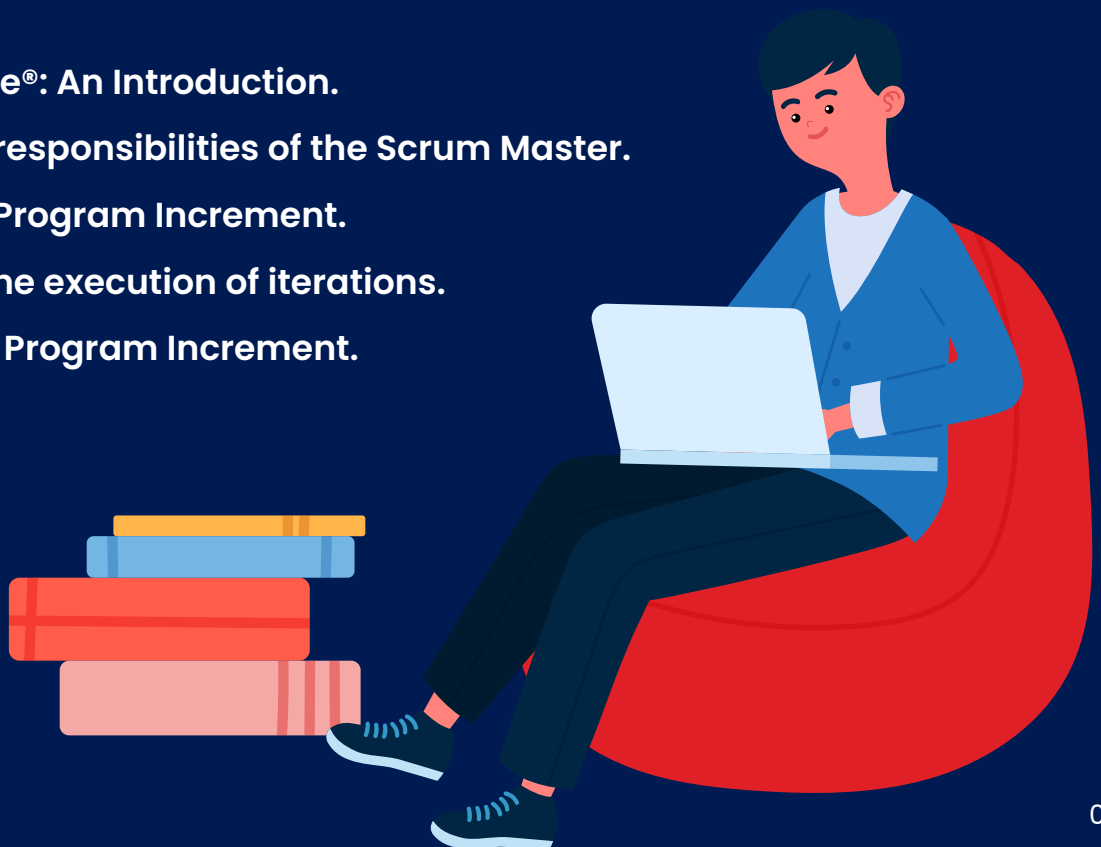 e®: An Introduction.
responsibilities of the Scrum Master.
Program Increment.
he execution of iterations.
Program Increment.
0